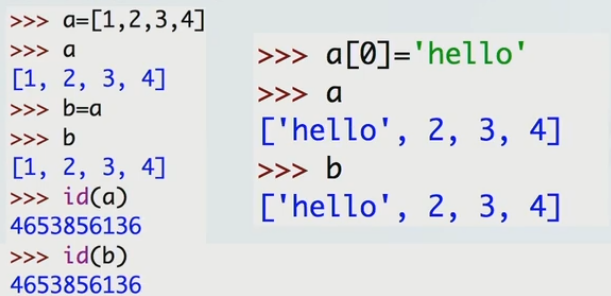 >>> a=[1,2,3,4]
>>> a
[1, 2, 3, 4]
>>> b=a
>>> b
[1, 2, 3, 4]
>>> id(a)
4653856136
>>> id(b)
4653856136
>>> a[0]='hello'
>>> a
['hello', 2, 3, 4]
>>> b
['hello', 2, 3, 4]